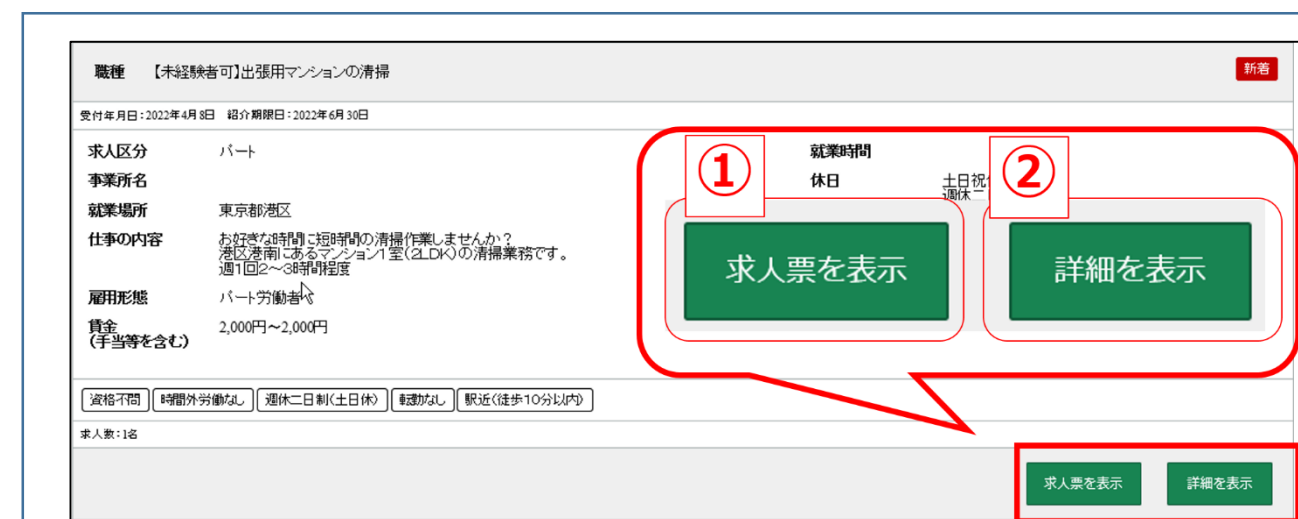 職種 【未経験者可】出張用マンションの清掃 新着
受付年月日：2022年4月8日 紹介期限日：2022年6月30日
求人区分 パート
事業所名
就業場所 東京都港区
仕事の内容 お好きな時間に短時間の清掃作業しませんか？
港区港南にあるマンション1室(2LDK)の清掃業務です。
週1回2～3時間程度
雇用形態 パート労働者
賃金
(手当等を含む) 2,000円～2,000円
① 就業時間 ②
休日 土日祝
週休二
求人票を表示 詳細を表示
資格不問 時間外労働なし 週休二日制(土日休) 転勤なし 駅近(徒歩10分以内)
求人数：1名
求人票を表示 詳細を表示